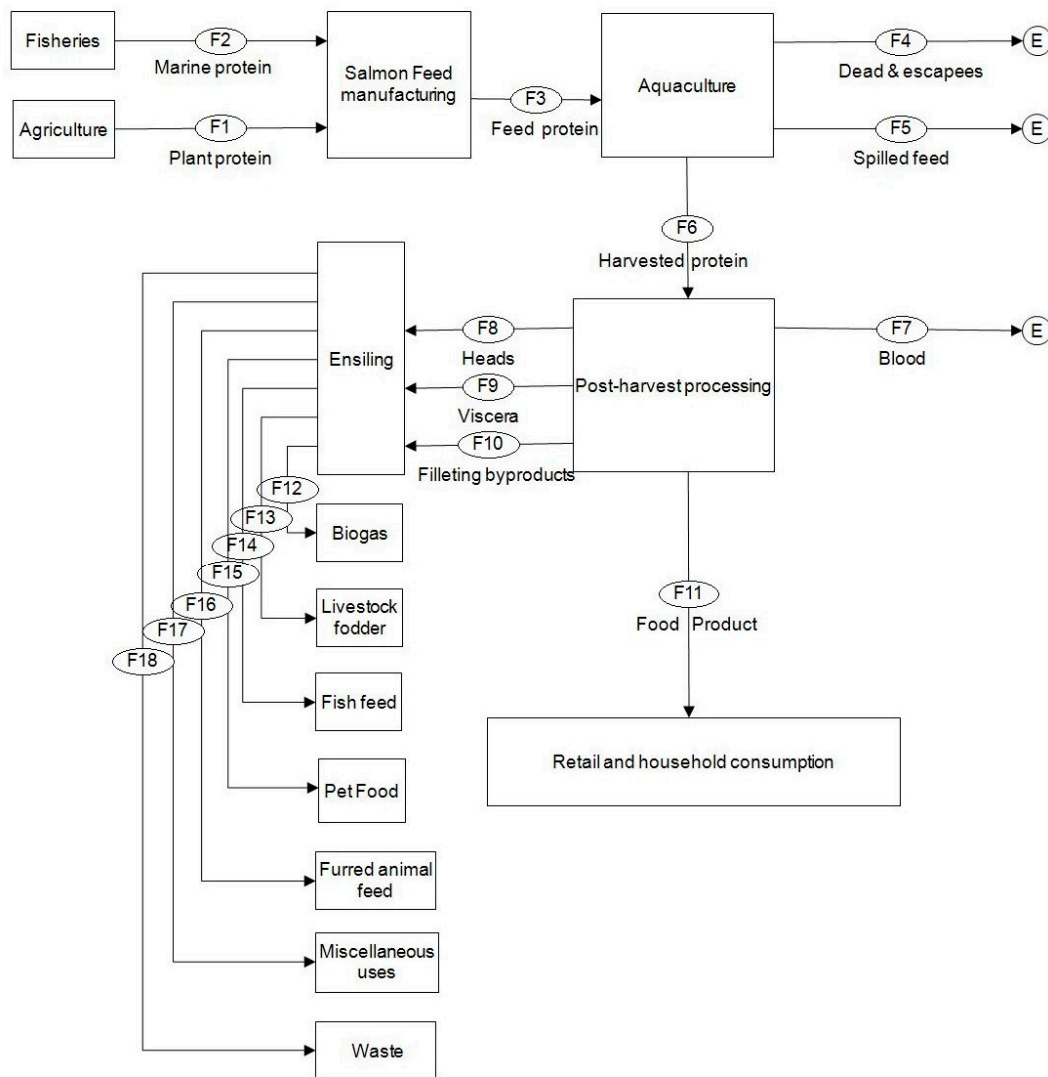 Fisheries
F2
Marine protein
Agriculture
F1
Plant protein
Salmon Feed
manufacturing
F3
Feed protein
Aquaculture
F4
Dead & escapees
E
F5
Spilled feed
E
F6
Harvested protein
Ensiling
F8
Heads
F9
Viscera
F10
Filleting byproducts
Post-harvest processing
F7
Blood
E
F12
F13
F14
F15
F16
F17
F18
Biogas
Livestock
fodder
Fish feed
Pet Food
Furred animal
feed
Miscellaneous
uses
Waste
F11
Food Product
Retail and household consumption